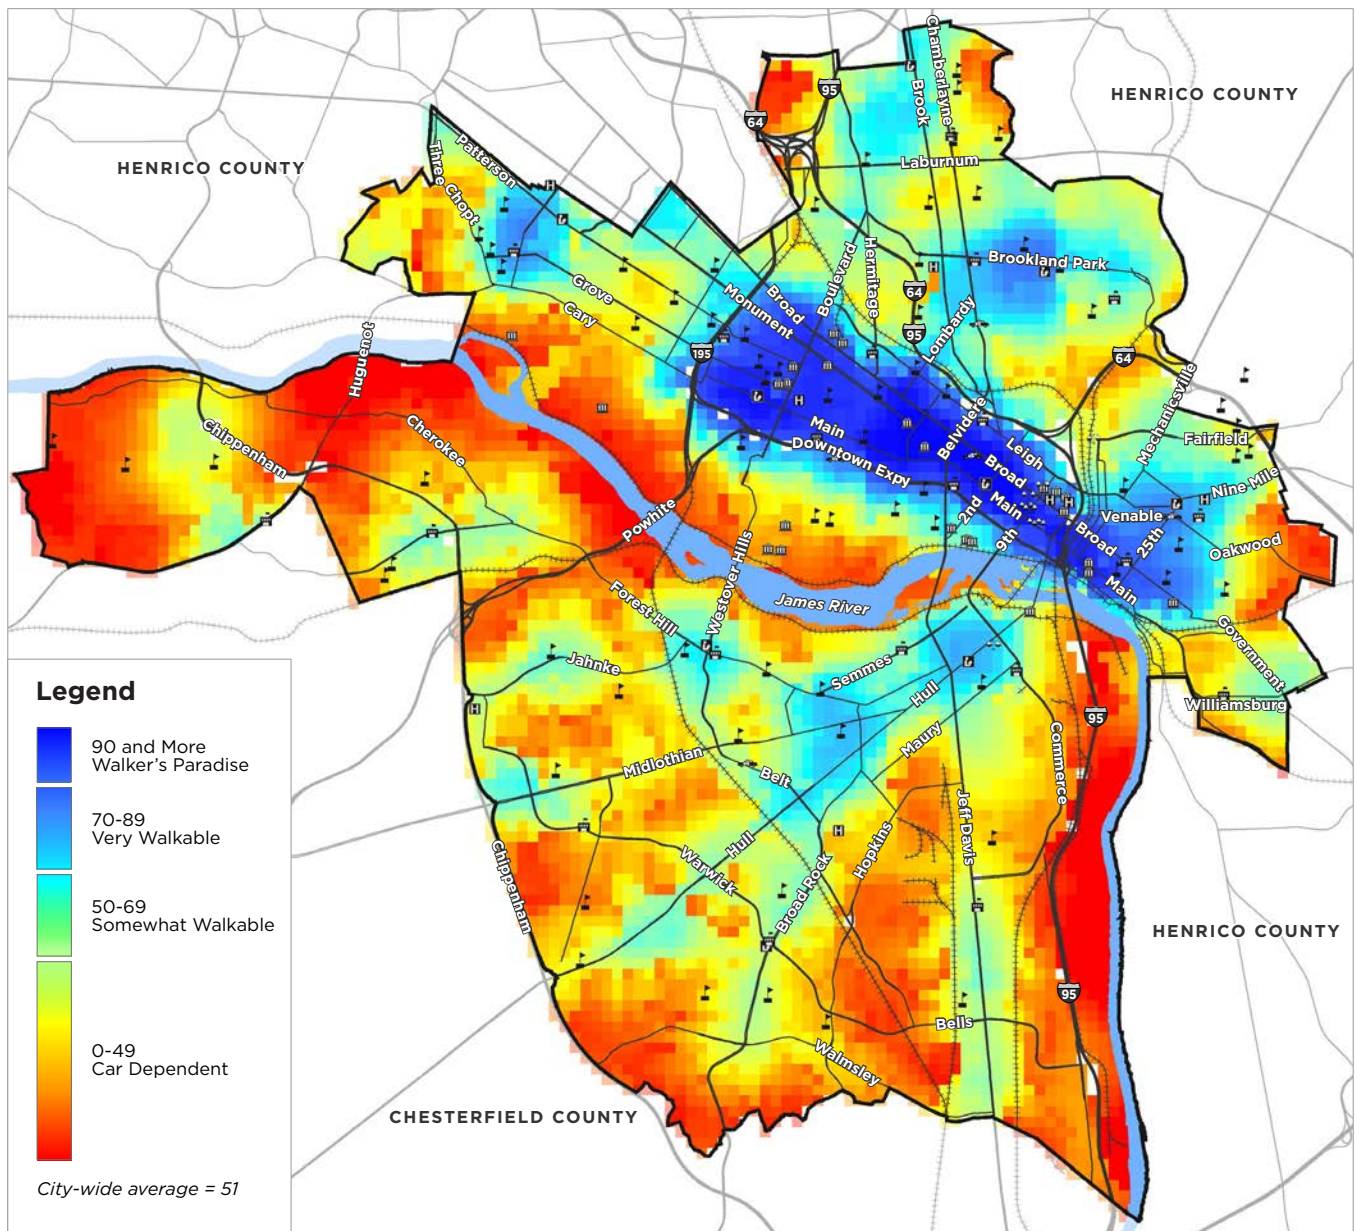 HENRICO COUNTY
HENRICO COUNTY
Chamberlayne
Brook
95
64
Laburnum
Patterson
Three Chopt
Hermitage
Boulevard
Brookland Park
Grove
Cary
Monument
Broad
64
95
Lombardy
195
64
Huguenot
Mechanicsville
Chippenham
Cherokee
Main
Downtown Expy
Belvidere
Leigh
Broad
Fairfield
Nine Mile
Main
2nd
9th
Venable
Broad
25th
Oakwood
Powhite
Main
James River
Westover Hills
Forest Hill
Government
Jahnke
Semmes
Hull
Williamsburg
95
Maury
Commerce
Midlothian
Belt
Jeff Davis
Hopkins
Hull
Warwick
Chippenham
Broad Rock
HENRICO COUNTY
95
Bells
Walmsley
CHESTERFIELD COUNTY
Legend
90 and More
Walker's Paradise
70-89
Very Walkable
50-69
Somewhat Walkable
0-49
Car Dependent
City-wide average = 51